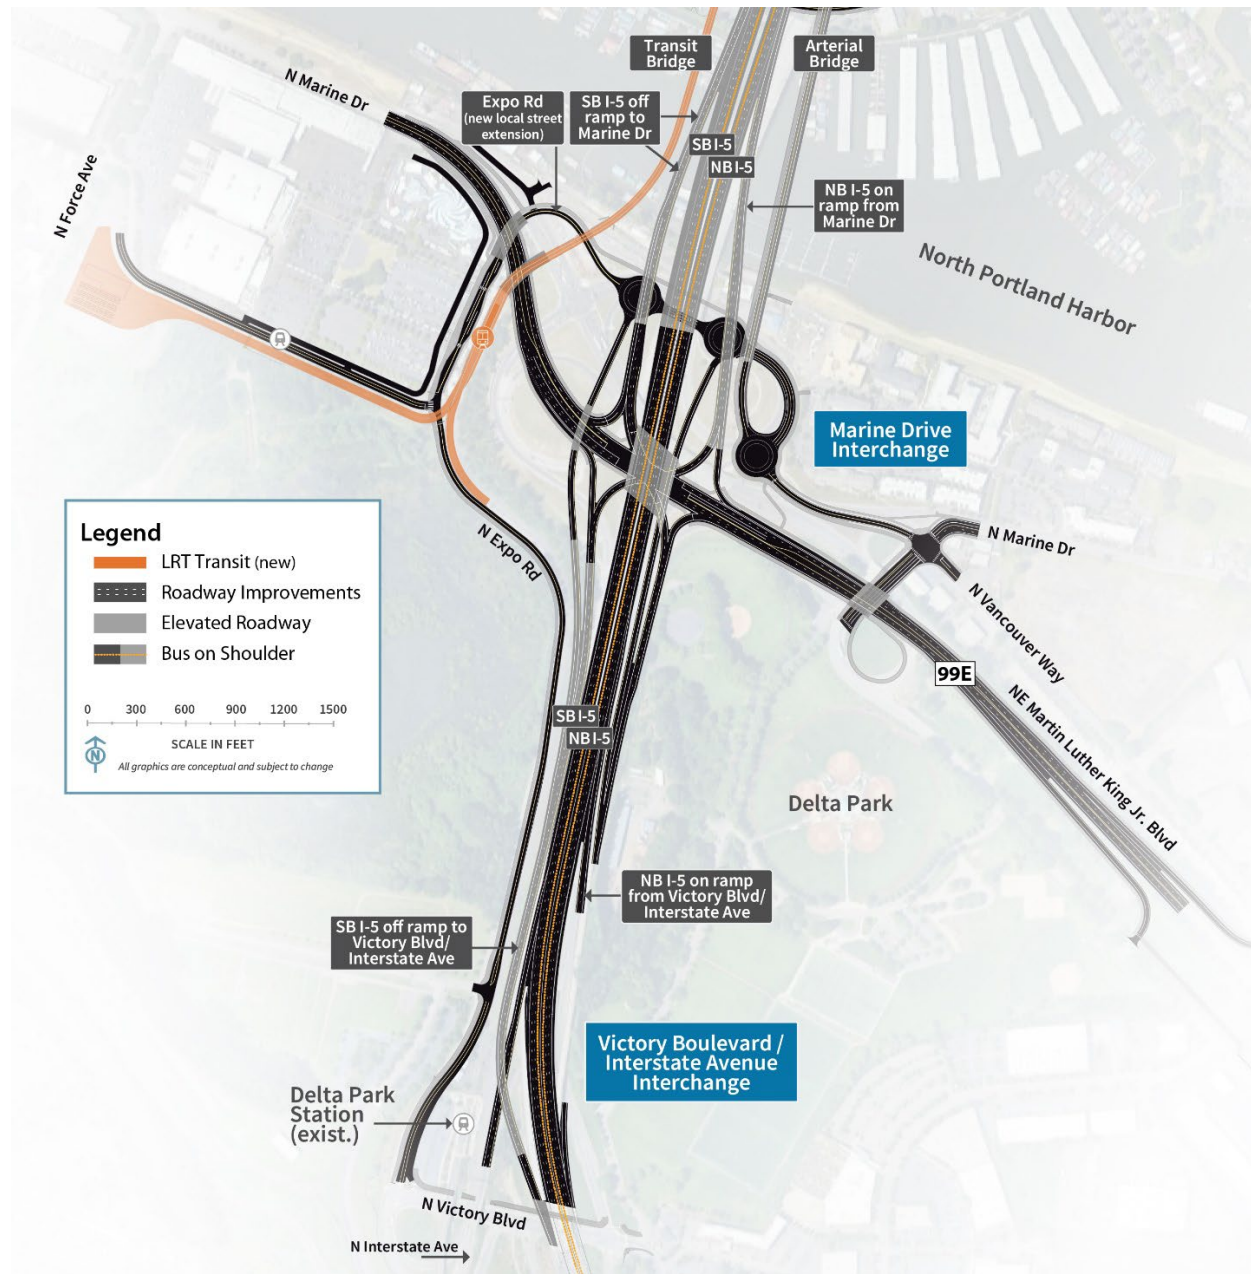 Transit
Bridge
Arterial
Bridge
N Marine Dr
Expo Rd
(new local street
extension)
SB I-5 off
ramp to
Marine Dr
SB I-5
NB I-5
N Force Ave
NB I-5 on
ramp from
Marine Dr
North Portland Harbor
Marine Drive
Interchange
Legend
LRT Transit (new)
Roadway Improvements
Elevated Roadway
Bus on Shoulder
0 300 600 900 1200 1500
SCALE IN FEET
N
All graphics are conceptual and subject to change
N Expo Rd
N Marine Dr
N Vancouver Way
99E
NE Martin Luther King Jr. Blvd
SB I-5
NB I-5
Delta Park
NB I-5 on ramp
from Victory Blvd/
Interstate Ave
SB I-5 off ramp to
Victory Blvd/
Interstate Ave
Victory Boulevard /
Interstate Avenue
Interchange
Delta Park
Station
(exist.)
N Victory Blvd
N Interstate Ave